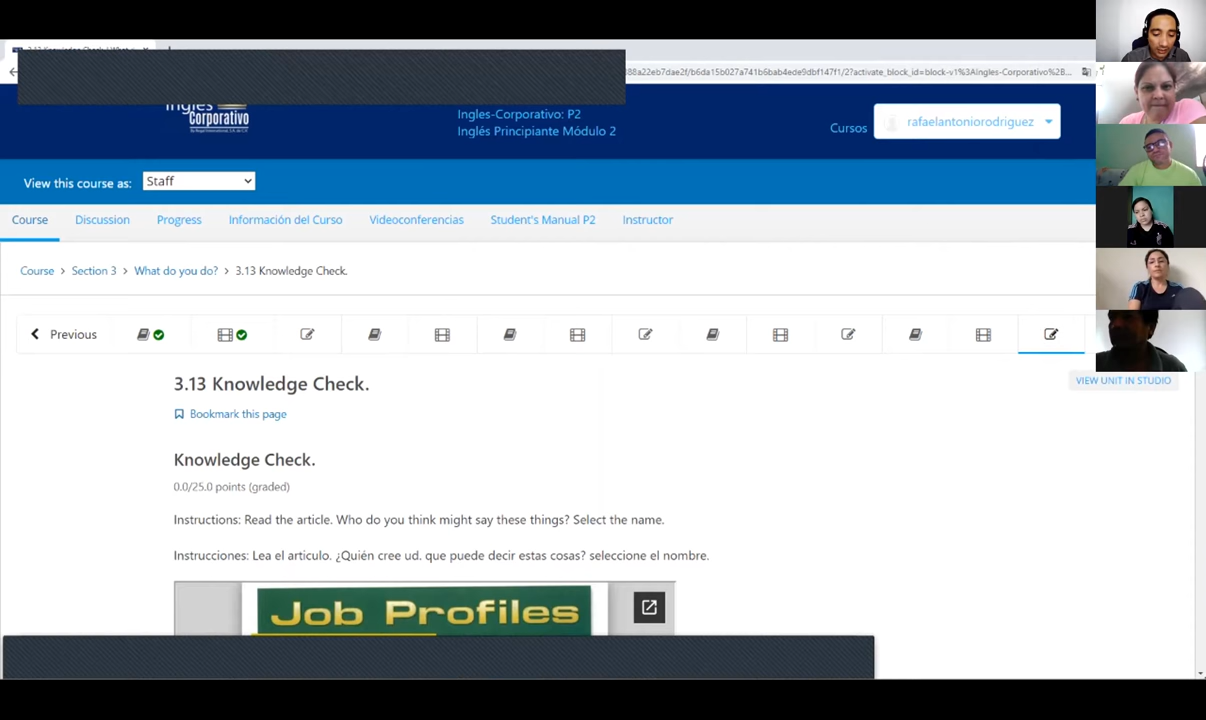 Ingles
Corporativo
Ingles-Corporativo: P2
Inglés Principiante Módulo 2
Cursos
rafaelantoniorodriguez
View this course as:
Staff
Course
Discussion
Progress
Información del Curso
Videoconferencias
Student's Manual P2
Instructor
Course > Section 3 > What do you do? > 3.13 Knowledge Check.
Previous
3.13 Knowledge Check.
VIEW UNIT IN STUDIO
Bookmark this page
Knowledge Check.
0.0/25.0 points (graded)
Instructions: Read the article. Who do you think might say these things? Select the name.
Instrucciones: Lea el articulo. ¿Quién cree ud. que puede decir estas cosas? seleccione el nombre.
Job Profiles